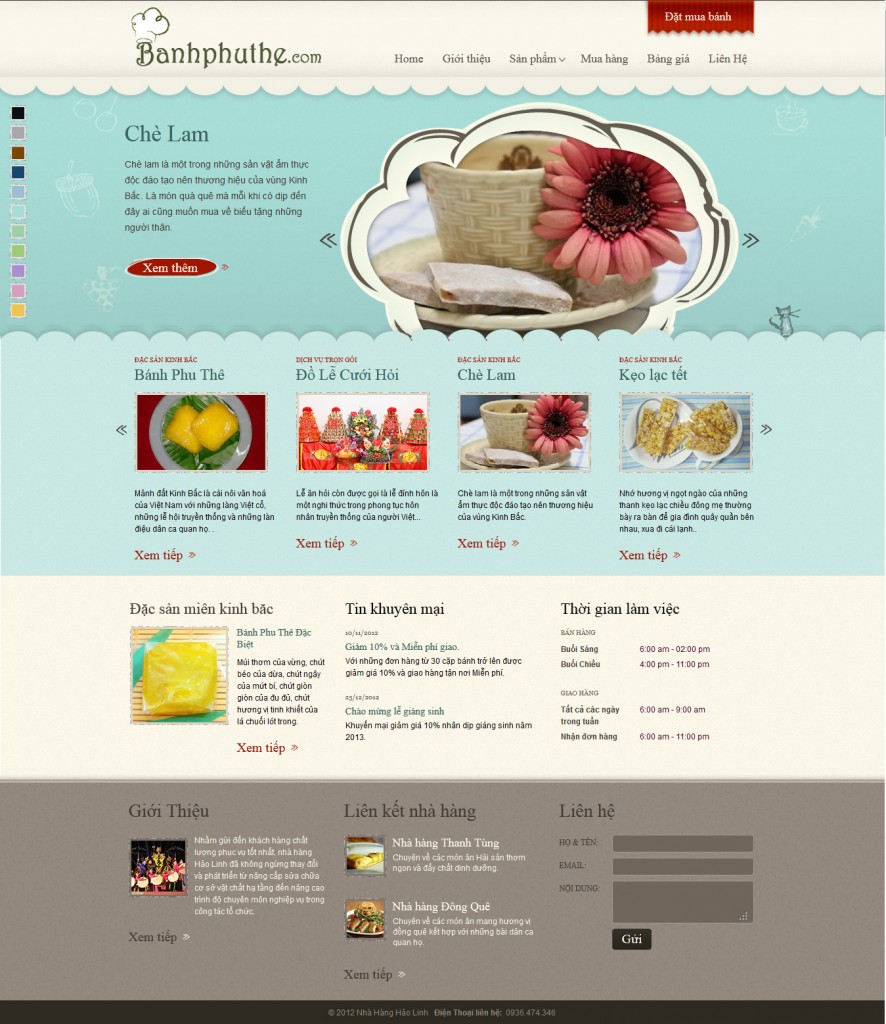 Đặt mua bánh
Banhphuthe.com
Home Giới thiệu Sản phẩm Mua hàng Bảng giá Liên Hệ
Chè Lam
Chè lam là một trong những sản vật ẩm thực
độc đáo tạo nên thương hiệu của vùng Kinh
Bắc. Là món quà quê mà mỗi khi có dịp đến
đây ai cũng muốn mua về biếu tặng những
người thân.
Xem thêm
ĐẶC SẢN KINH BẮC
Bánh Phu Thê
Mảnh đất Kinh Bắc là cái nôi văn hoá
của Việt Nam với những làng Việt cổ,
những lễ hội truyền thống và những làn
điệu dân ca quan họ. .
Xem tiếp
DỊCH VỤ TRỌN GÓI
Đồ Lễ Cưới Hỏi
Lễ ăn hỏi còn được gọi là lễ đính hôn là
một nghi thức trong phong tục hôn
nhân truyền thống của người Việt...
Xem tiếp
ĐẶC SẢN KINH BẮC
Chè Lam
Chè lam là một trong những sản vật
ẩm thực độc đáo tạo nên thương hiệu
của vùng Kinh Bắc.
Xem tiếp
ĐẶC SẢN KINH BẮC
Kẹo lạc tết
Nhớ hương vị ngọt ngào của những
thanh kẹo lạc chiều đông mẹ thường
bày ra bàn để gia đình quây quần bên
nhau, xua đi cái lạnh..
Xem tiếp
Đặc sản miên kinh băc
Bánh Phu Thê Đặc
Biệt
Mùi thơm của vừng, chút
béo của dừa, chút ngậy
của mứt bí, chút giòn
giòn của đu đủ, chút
hương vị tinh khiết của
lá chuối lót trong.
Xem tiếp
Tin khuyên mại
10/11/2012
Giảm 10% và Miễn phí giao.
Với những đơn hàng từ 30 cặp bánh trở lên được
giảm giá 10% và giao hàng tận nơi Miễn phí.
25/12/2012
Chào mừng lễ giáng sinh
Khuyến mại giảm giá 10% nhân dịp giáng sinh năm
2013.
Thời gian làm việc
BÁN HÀNG
Buổi Sáng 6:00 am - 02:00 pm
Buổi Chiều 4:00 pm - 11:00 pm
GIAO HÀNG
Tất cả các ngày 6:00 am - 9:00 am
trong tuần
Nhận đơn hàng 6:00 am - 11:00 pm
Giới Thiệu
Nhằm gửi đến khách hàng chất
lượng phục vụ tốt nhất, nhà hàng
Hảo Linh đã không ngừng thay đổi
và phát triển từ nâng cấp sửa chữa
cơ sở vật chất hạ tầng đến nâng cao
trình độ chuyên môn nghiệp vụ trong
công tác tổ chức.
Xem tiếp
Liên kết nhà hàng
Nhà hàng Thanh Tùng
Chuyên về các món ăn Hải sản thơm
ngon và đầy chất dinh dưỡng.
Nhà hàng Đông Quê
Chuyên về các món ăn mang hương vị
đồng quê kết hợp với những bài dân ca
quan họ.
Xem tiếp
Liên hệ
HỌ & TÊN:
EMAIL:
NỘI DUNG:
Gửi
© 2012 Nhà Hàng Hảo Linh Điện Thoại liên hệ: 0936.474.346